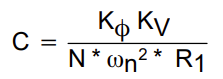 C = Kϕ KV / N * ωn² * R1